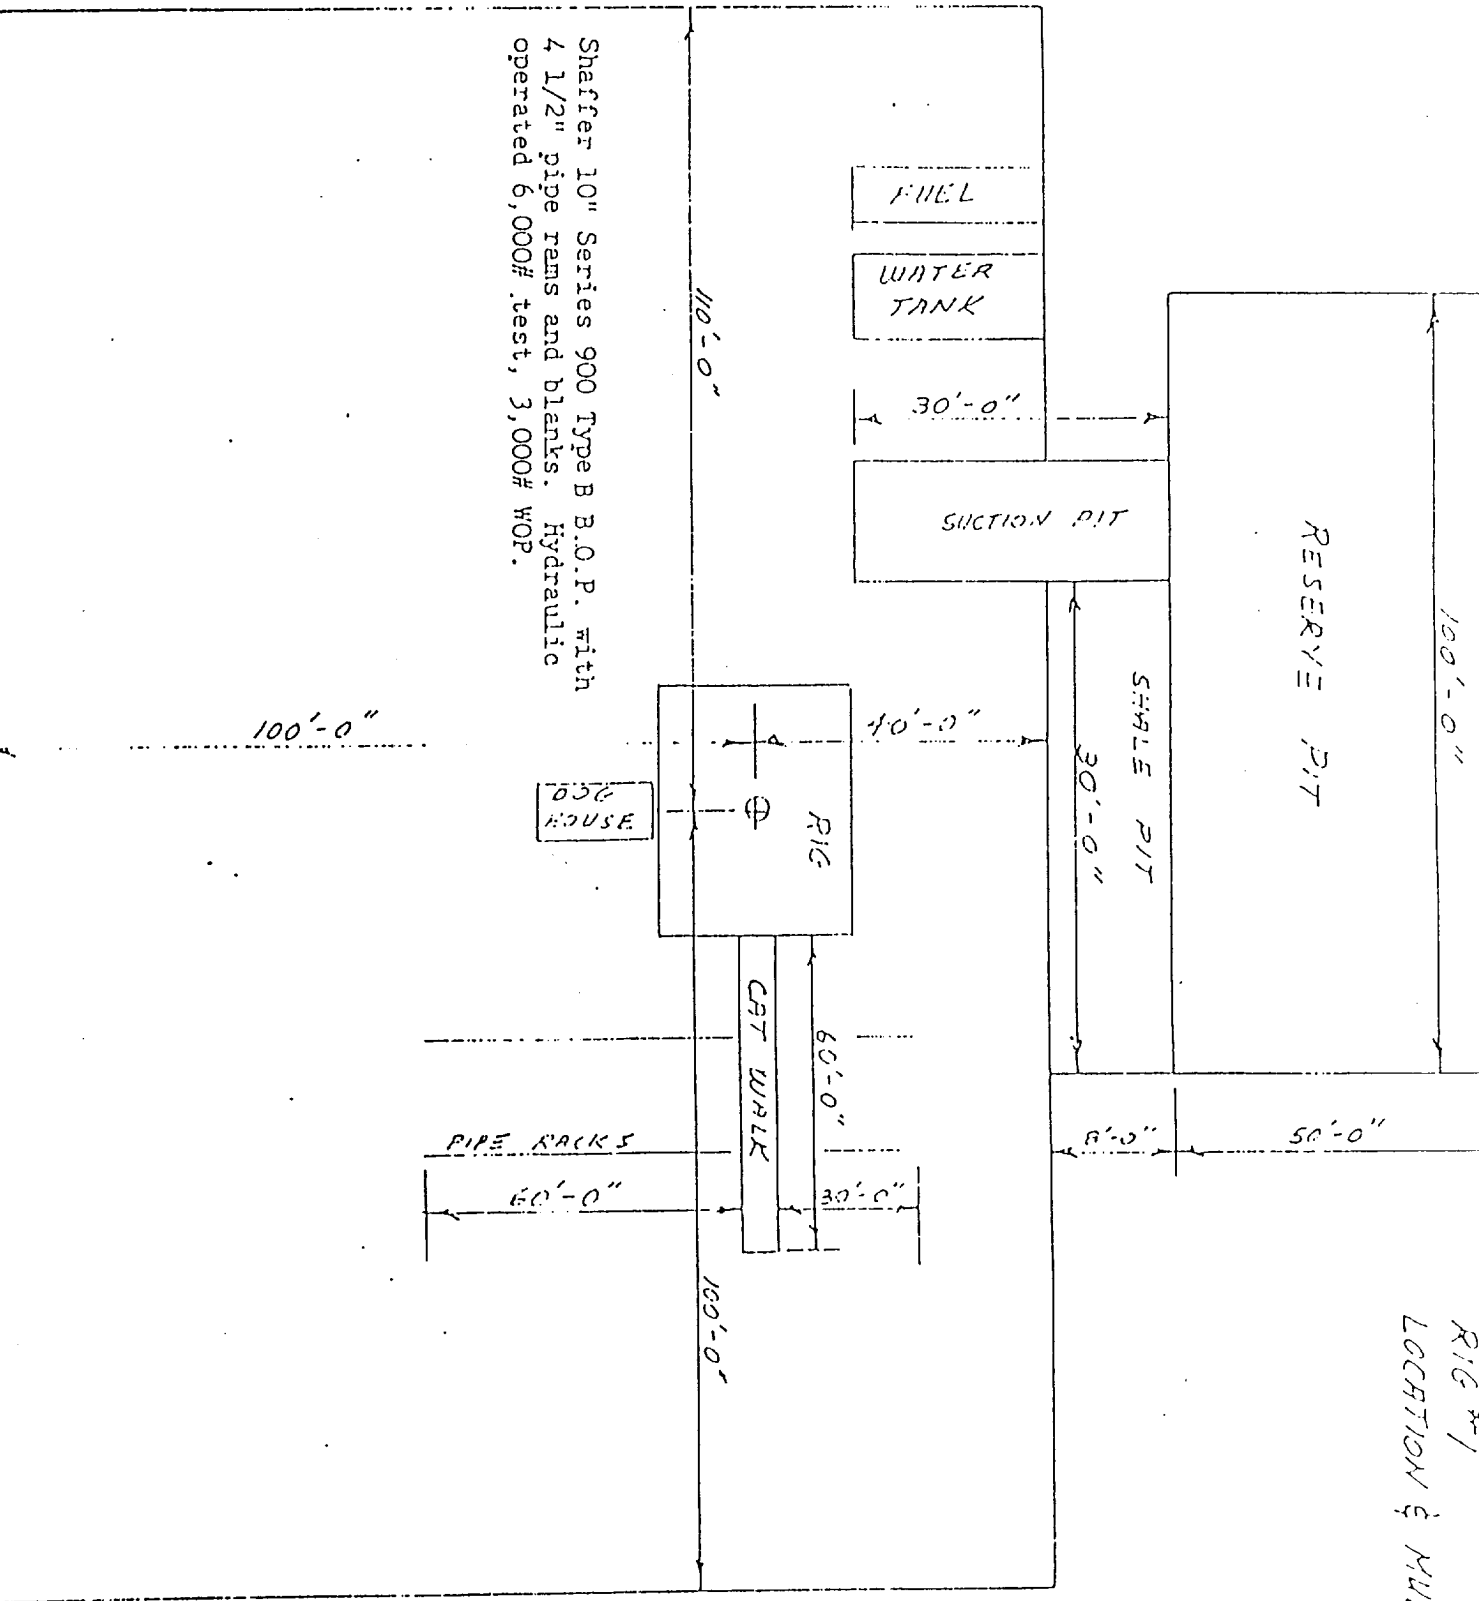 RIG #1
LOCATION & MU
100'-0"
RESERVE PIT
50'-0"
8'-0"
SHALE PIT
30'-0"
SUCTION PIT
30'-0"
FUEL
WATER
TANK
40'-0"
RIG
CAT WALK
60'-0"
30'-0"
60'-0"
PIPE RACKS
110'-0"
100'-0"
DOG
HOUSE
100'-0"
Shaffer 10" Series 900 Type B B.O.P. with
4 1/2" pipe rams and blanks. Hydraulic
operated 6,000# test, 3,000# WOP.